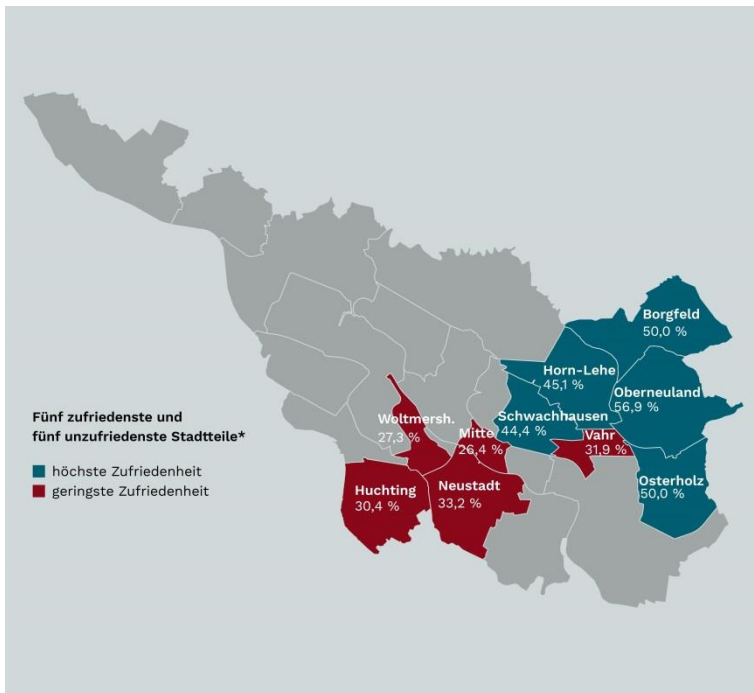 Borgfeld
50,0 %
Horn-Lehe
45,1 %
Oberneuland
56,9 %
Schwachhausen
44,4 %
Fünf zufriedenste und
fünf unzufriedenste Stadtteile*
höchste Zufriedenheit
geringste Zufriedenheit
Woltmersh.
27,3 %
Mitte
26,4 %
Vahr
31,9 %
Huchting
30,4 %
Neustadt
33,2 %
Osterholz
50,0 %